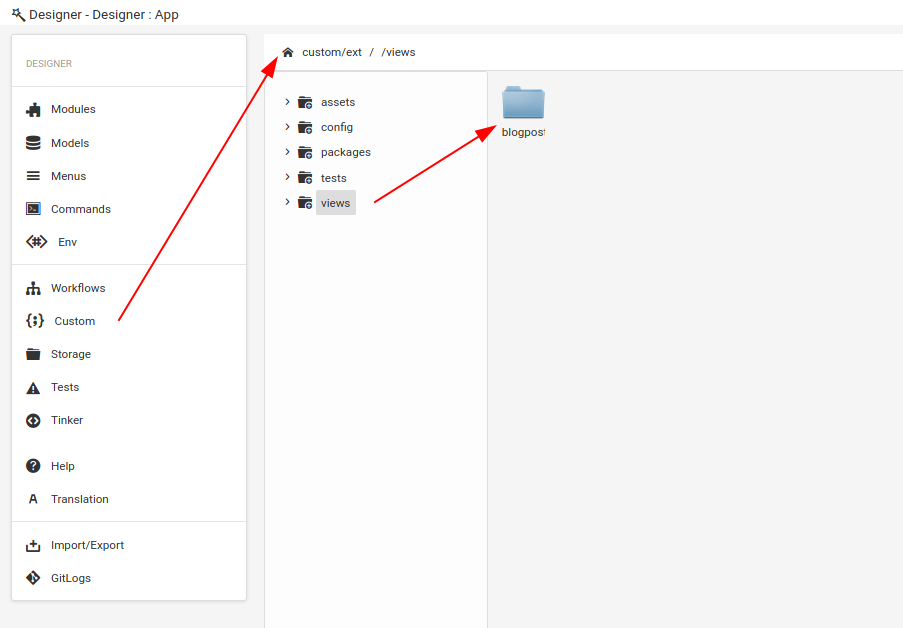 Designer - Designer : App
DESIGNER
Modules
Models
Menus
Commands
Env
Workflows
Custom
Storage
Tests
Tinker
Help
Translation
Import/Export
GitLogs
custom/ext / /views
assets
config
packages
tests
views
blogpost